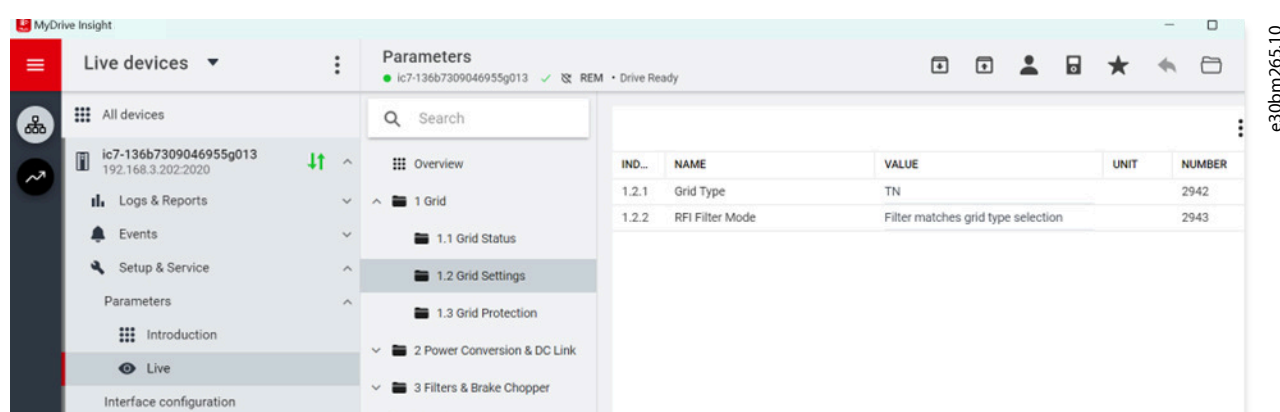 MyDrive Insight
Live devices
Parameters
ic7-136b7309046955g013 REM • Drive Ready
All devices
ic7-136b7309046955g013
192.168.3.202:2020
Logs & Reports
Events
Setup & Service
Parameters
Introduction
Live
Interface configuration
Search
Overview
1 Grid
1.1 Grid Status
1.2 Grid Settings
1.3 Grid Protection
2 Power Conversion & DC Link
3 Filters & Brake Chopper
IND... NAME VALUE UNIT NUMBER
1.2.1 Grid Type TN 2942
1.2.2 RFI Filter Mode Filter matches grid type selection 2943
e30bm265.10